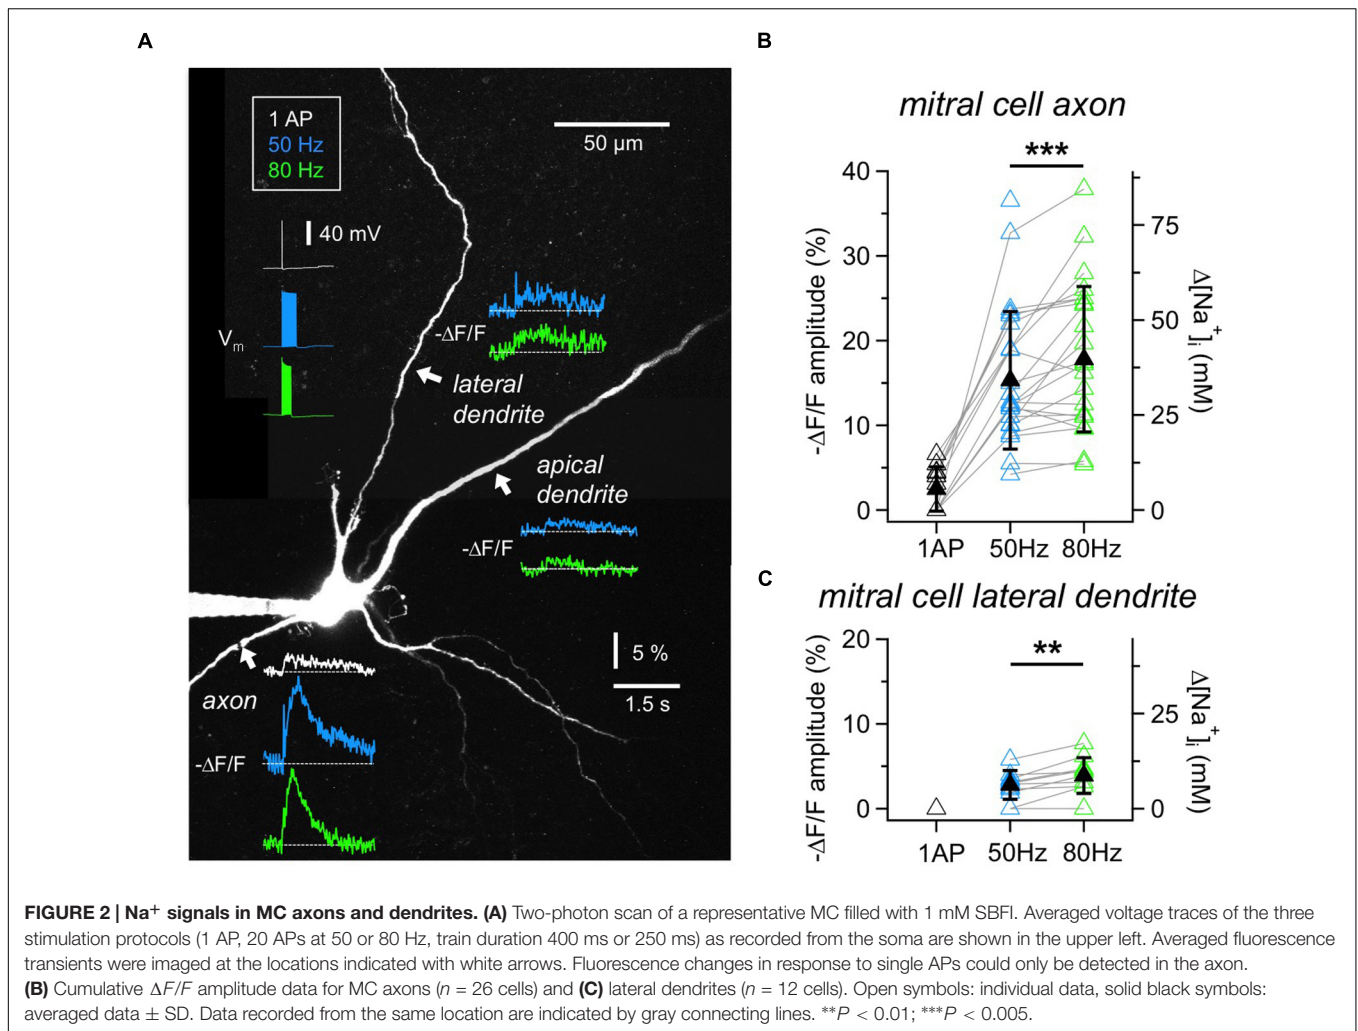 A
1 AP
50 Hz
80 Hz
50 µm
40 mV
Vm
-ΔF/F
lateral
dendrite
apical
dendrite
-ΔF/F
5 %
1.5 s
axon
-ΔF/F
B
mitral cell axon
***
40
30
20
10
0
-ΔF/F amplitude (%)
75
50
25
0
Δ[Na⁺]ᵢ (mM)
1AP 50Hz 80Hz
C
mitral cell lateral dendrite
**
20
10
0
-ΔF/F amplitude (%)
25
0
Δ[Na⁺]ᵢ (mM)
1AP 50Hz 80Hz
FIGURE 2 | Na⁺ signals in MC axons and dendrites. (A) Two-photon scan of a representative MC filled with 1 mM SBFI. Averaged voltage traces of the three
stimulation protocols (1 AP, 20 APs at 50 or 80 Hz, train duration 400 ms or 250 ms) as recorded from the soma are shown in the upper left. Averaged fluorescence
transients were imaged at the locations indicated with white arrows. Fluorescence changes in response to single APs could only be detected in the axon.
(B) Cumulative ΔF/F amplitude data for MC axons (n = 26 cells) and (C) lateral dendrites (n = 12 cells). Open symbols: individual data, solid black symbols:
averaged data ± SD. Data recorded from the same location are indicated by gray connecting lines. **P < 0.01; ***P < 0.005.